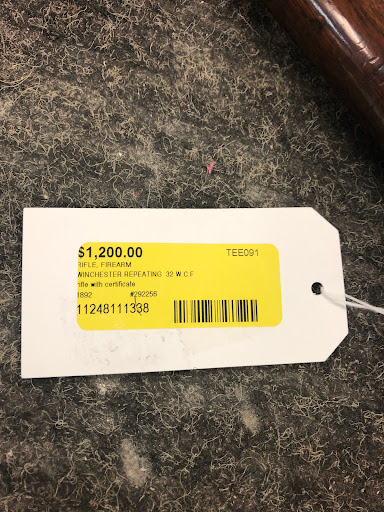 $1,200.00 TEE091
RIFLE, FIREARM
WINCHESTER REPEATING 32 W.C.F
rifle with certificate
1892 #292256
11248111338